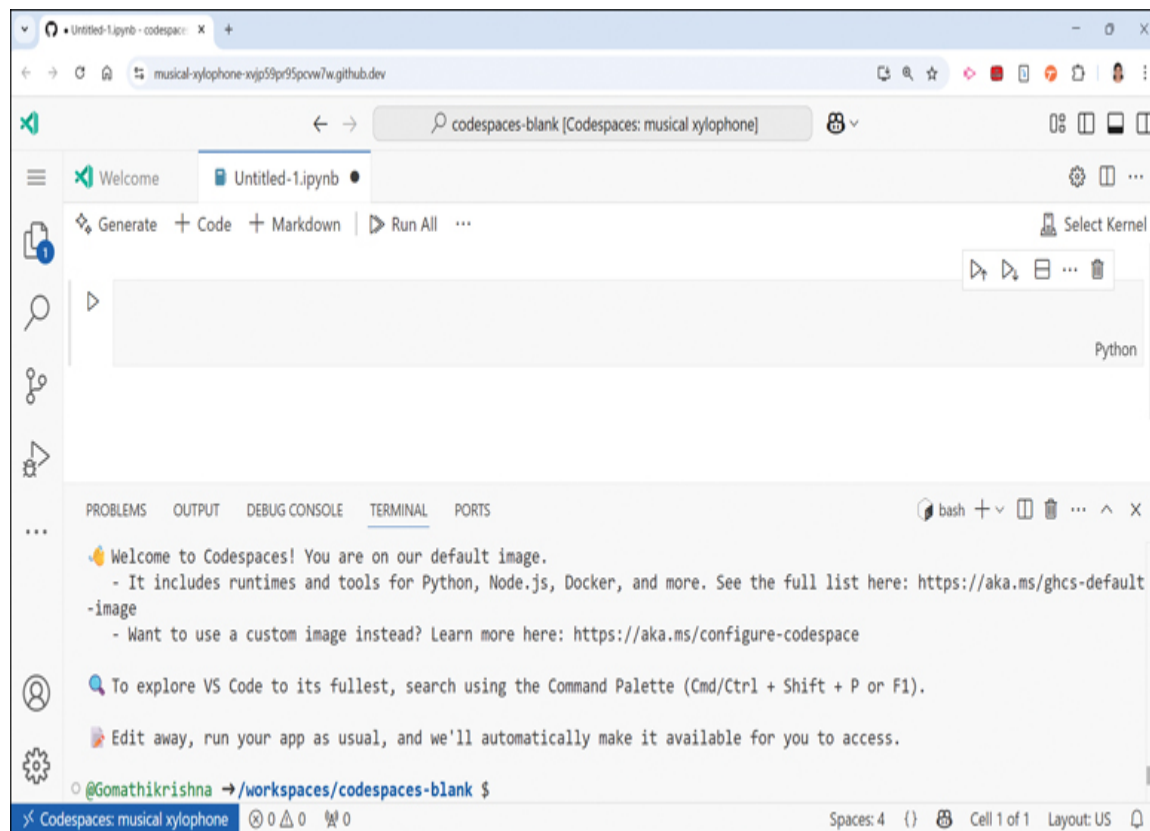 Untitled-1.ipynb - codespace
musical-xylophone-xvjp59pr95pcvw7w.github.dev
codespaces-blank [Codespaces: musical xylophone]
Welcome
Untitled-1.ipynb
Generate + Code + Markdown Run All ...
Select Kernel
1
Python
PROBLEMS OUTPUT DEBUG CONSOLE TERMINAL PORTS
bash
Welcome to Codespaces! You are on our default image.
- It includes runtimes and tools for Python, Node.js, Docker, and more. See the full list here: https://aka.ms/ghcs-default
-image
- Want to use a custom image instead? Learn more here: https://aka.ms/configure-codespace
To explore VS Code to its fullest, search using the Command Palette (Cmd/Ctrl + Shift + P or F1).
Edit away, run your app as usual, and we'll automatically make it available for you to access.
@Gomathikrishna ➜/workspaces/codespaces-blank $
Codespaces: musical xylophone 0 0 0 Spaces: 4 {} Cell 1 of 1 Layout: US